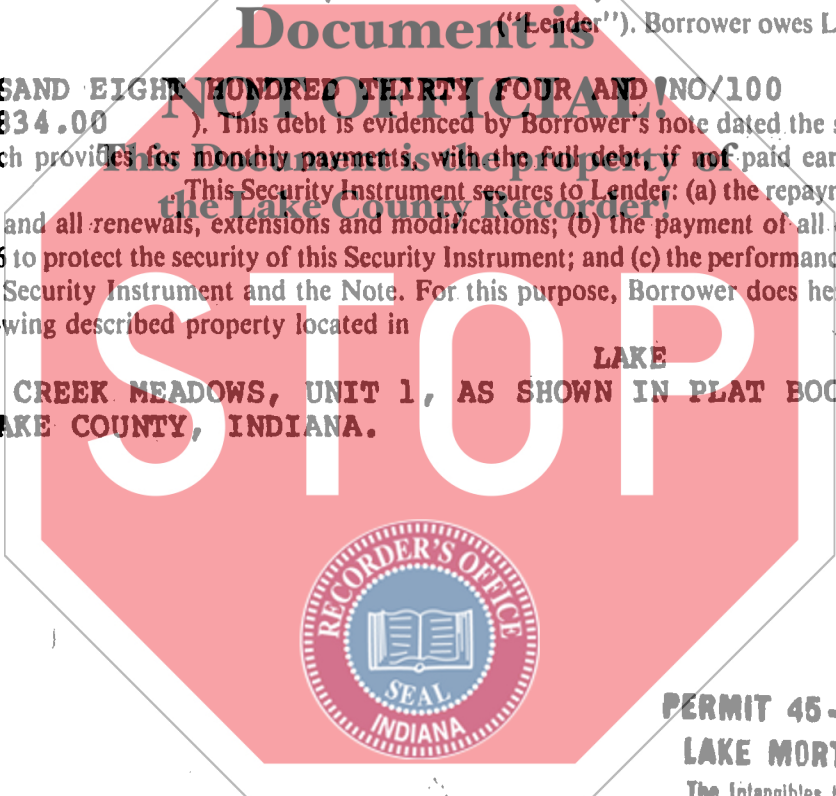 Document is
("Lender"). Borrower owes L
SAND EIGHT HUNDRED THIRTY FOUR AND NO/100
NOT OFFICIAL!
834.00 ). This debt is evidenced by Borrower's note dated the
ch provides for monthly payments, with the full debt, if not paid ear
This Document is the property of
This Security Instrument secures to Lender: (a) the repaym
the Lake County Recorder!
and all renewals, extensions and modifications; (b) the payment of all
6 to protect the security of this Security Instrument; and (c) the performanc
Security Instrument and the Note. For this purpose, Borrower does he
wing described property located in
LAKE
CREEK MEADOWS, UNIT 1, AS SHOWN IN PLAT BOO
AKE COUNTY, INDIANA.
STOP
RECORDER'S OFFICE
SEAL
INDIANA
PERMIT 45-
LAKE MORT
The Intangibles